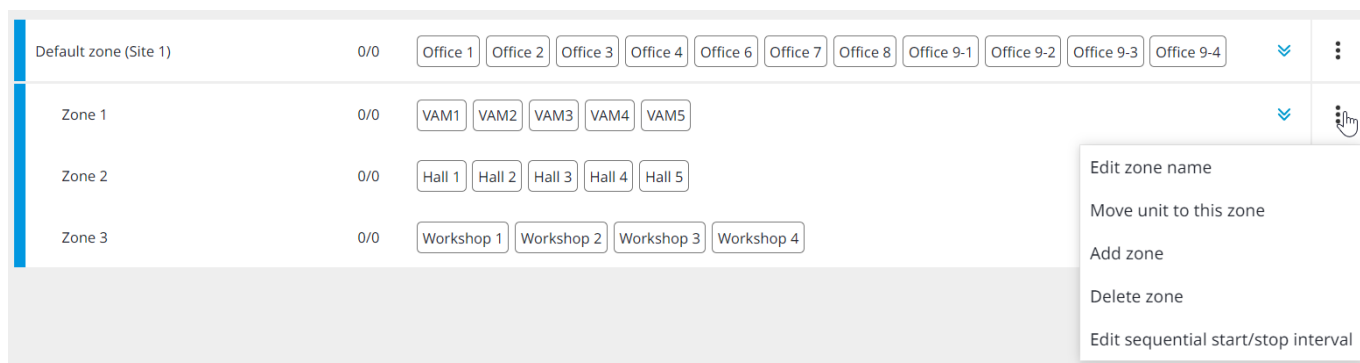 Default zone (Site 1) 0/0 Office 1 Office 2 Office 3 Office 4 Office 6 Office 7 Office 8 Office 9-1 Office 9-2 Office 9-3 Office 9-4
Zone 1 0/0 VAM1 VAM2 VAM3 VAM4 VAM5
Zone 2 0/0 Hall 1 Hall 2 Hall 3 Hall 4 Hall 5
Zone 3 0/0 Workshop 1 Workshop 2 Workshop 3 Workshop 4
Edit zone name
Move unit to this zone
Add zone
Delete zone
Edit sequential start/stop interval